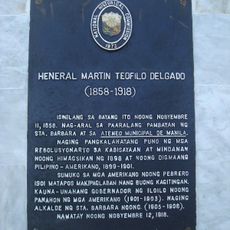 NATIONAL HISTORICAL COMMISSION
1972
HENERAL MARTIN TEOFILO DELGADO
(1858-1918)
ISINILANG SA BAYANG ITO NOONG NOBYEMBRE
11, 1858. NAG-ARAL SA PAARALANG PAMBAYAN NG
STA. BARBARA AT SA ATENEO MUNICIPAL DE MANILA.
NAGING PANGKALAHATANG PUNO NG MGA
REBOLUSYONARYO SA KABISAYAAN AT MINDANAW
NOONG HIMAGSIKAN NG 1898 AT NOONG DIGMAANG
PILIPINO-AMERIKANO, 1899-1901.
SUMUKO SA MGA AMERIKANO NOONG PEBRERO
1901 MATAPOS MAKIPAGLABAN NANG BUONG KAGITINGAN.
KAUNA-UNAHANG GOBERNADOR NG ILOILO NOONG
PANAHON NG MGA AMERIKANO (1901-1903). NAGING
ALKALDE NG STA. BARBARA NOONG
NAMATAY NOONG NOBYEMBRE 12, 1918.